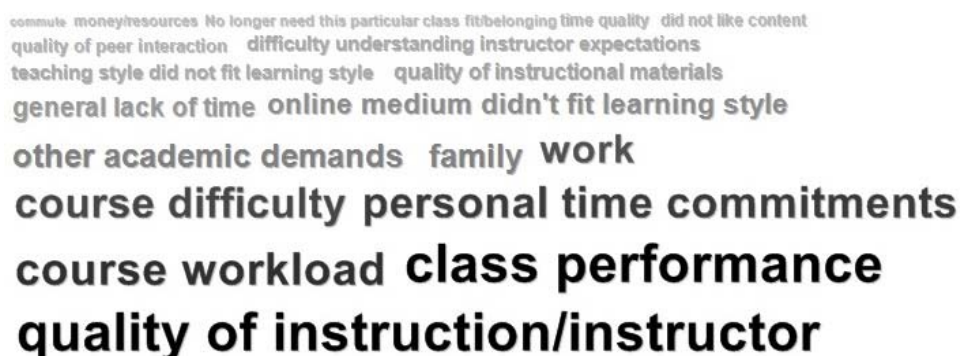 commute money/resources No longer need this particular class fit/belonging time quality did not like content
quality of peer interaction difficulty understanding instructor expectations
teaching style did not fit learning style quality of instructional materials
general lack of time online medium didn't fit learning style
other academic demands family work
course difficulty personal time commitments
course workload class performance
quality of instruction/instructor